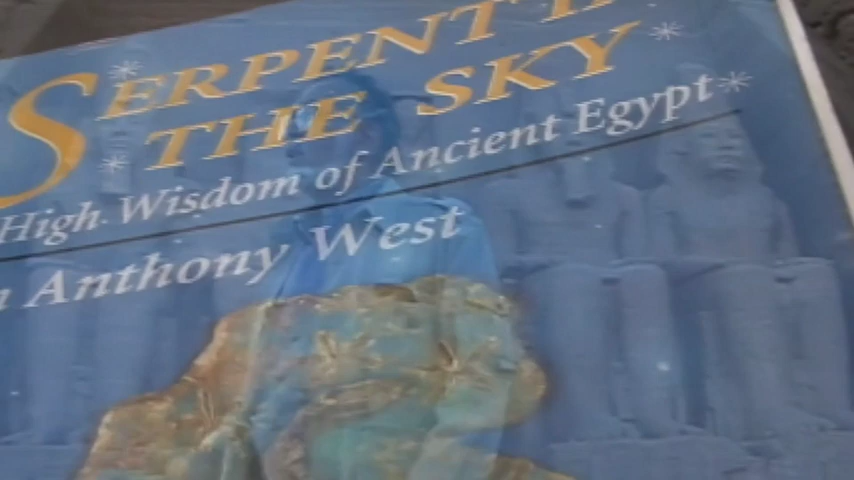 SERPENT I
THE SKY
High Wisdom of Ancient Egypt
n Anthony West